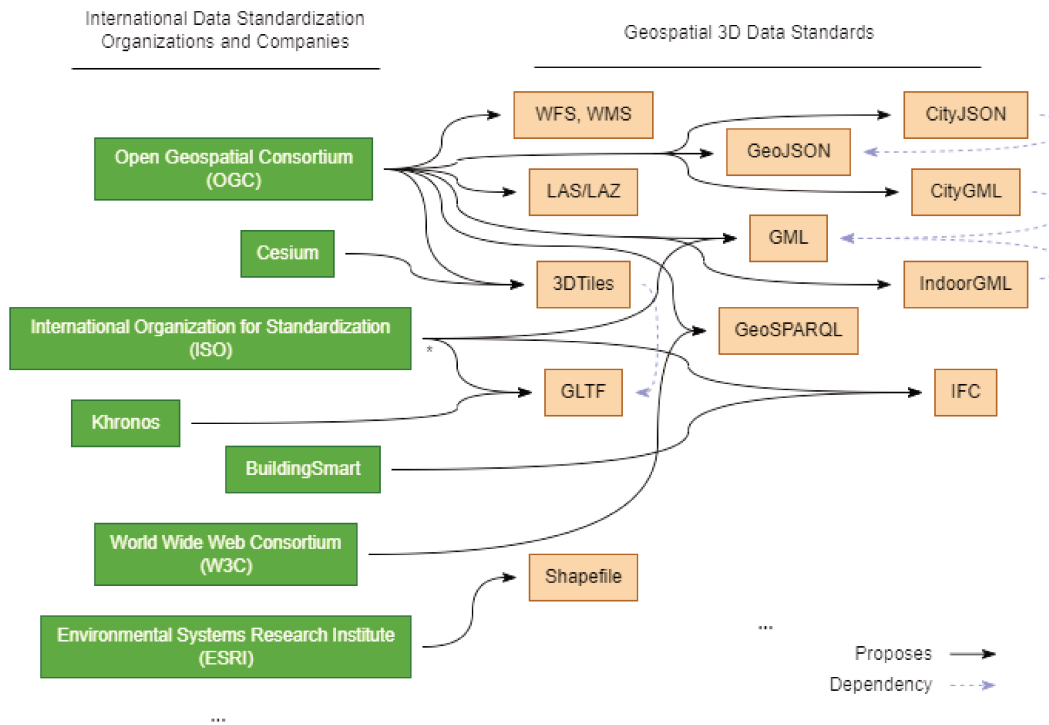 International Data Standardization
Organizations and Companies
Geospatial 3D Data Standards
WFS, WMS
CityJSON
Open Geospatial Consortium
(OGC)
GeoJSON
LAS/LAZ
CityGML
Cesium
GML
3DTiles
IndoorGML
International Organization for Standardization
(ISO)
*
GeoSPARQL
GLTF
IFC
Khronos
BuildingSmart
World Wide Web Consortium
(W3C)
Shapefile
Environmental Systems Research Institute
(ESRI)
...
Proposes
Dependency
...